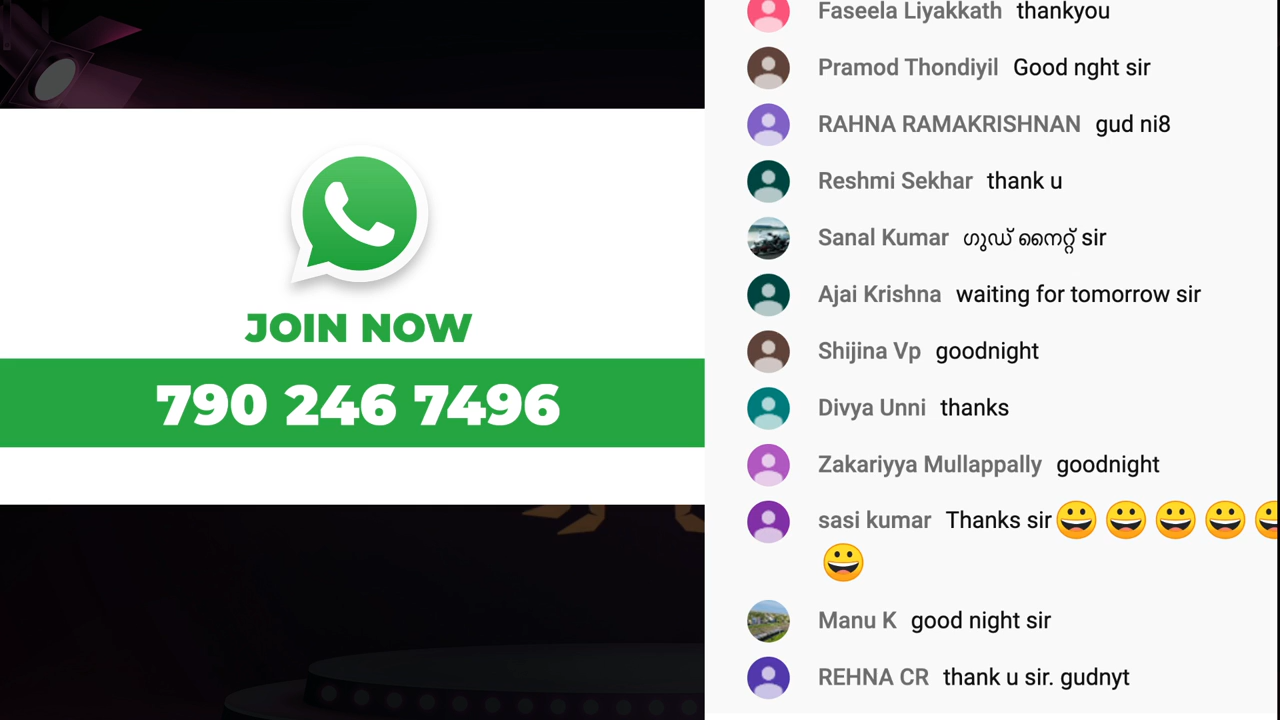 JOIN NOW
790 246 7496
Faseela Liyakkath thankyou
Pramod Thondiyil Good nght sir
RAHNA RAMAKRISHNAN gud ni8
Reshmi Sekhar thank u
Sanal Kumar ഗുഡ് നൈറ്റ് sir
Ajai Krishna waiting for tomorrow sir
Shijina Vp goodnight
Divya Unni thanks
Zakariyya Mullappally goodnight
sasi kumar Thanks sir😀😀😀😀😀
😀
Manu K good night sir
REHNA CR thank u sir. gudnyt